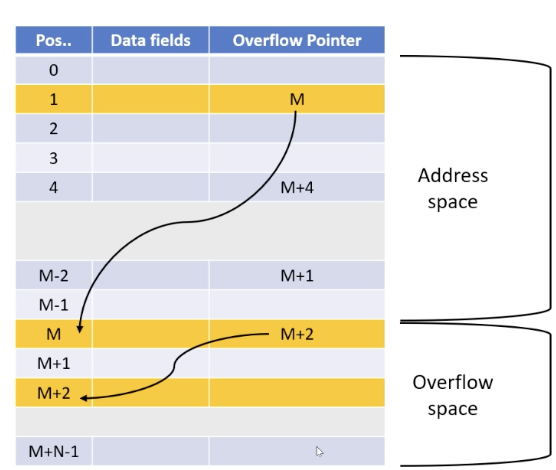 Pos.. Data fields Overflow Pointer
0
1 M
2
3
4 M+4
Address
space
M-2 M+1
M-1
M M+2
M+1
M+2
Overflow
space
M+N-1